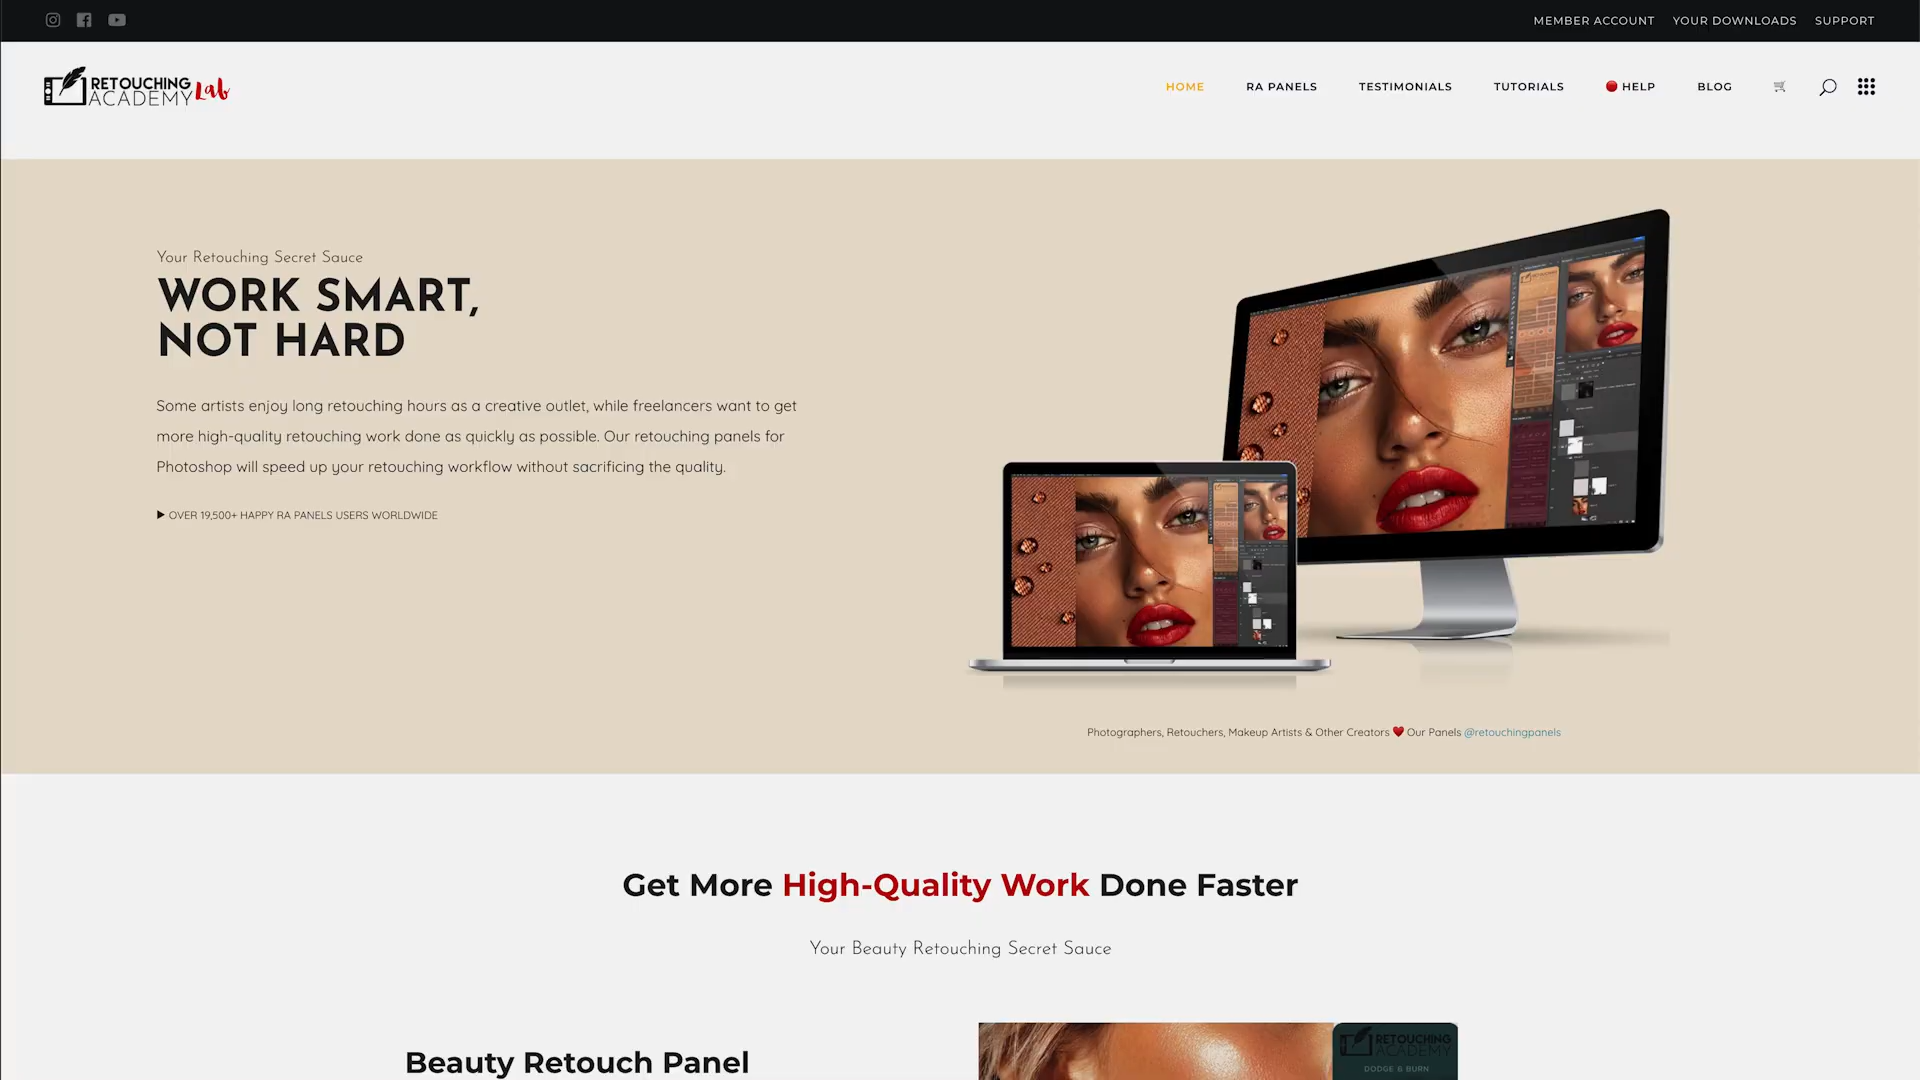 MEMBER ACCOUNT YOUR DOWNLOADS SUPPORT
RETOUCHING
ACADEMY Lab
HOME RA PANELS TESTIMONIALS TUTORIALS HELP BLOG
Your Retouching Secret Sauce
WORK SMART,
NOT HARD
Some artists enjoy long retouching hours as a creative outlet, while freelancers want to get
more high-quality retouching work done as quickly as possible. Our retouching panels for
Photoshop will speed up your retouching workflow without sacrificing the quality.
▶ OVER 19,500+ HAPPY RA PANELS USERS WORLDWIDE
Photographers, Retouchers, Makeup Artists & Other Creators ❤ Our Panels @retouchingpanels
Get More High-Quality Work Done Faster
Your Beauty Retouching Secret Sauce
Beauty Retouch Panel
RETOUCHING
ACADEMY
DODGE & BURN